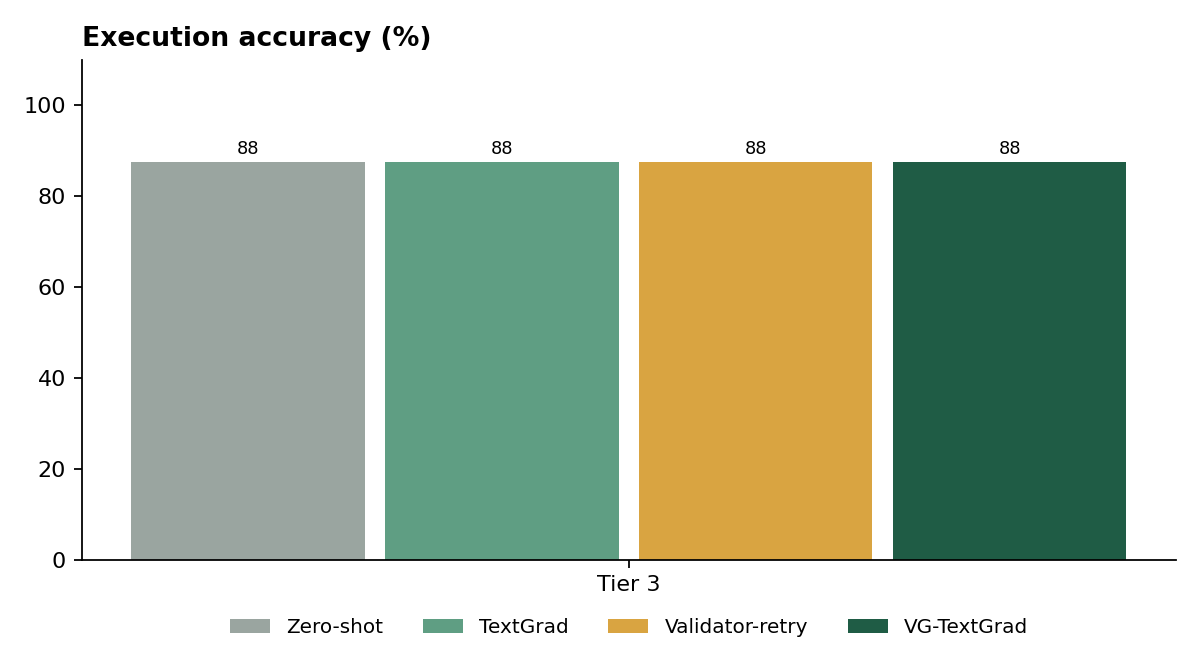 Execution accuracy (%)
100
80
60
40
20
0
88 88 88 88
Tier 3
Zero-shot TextGrad Validator-retry VG-TextGrad